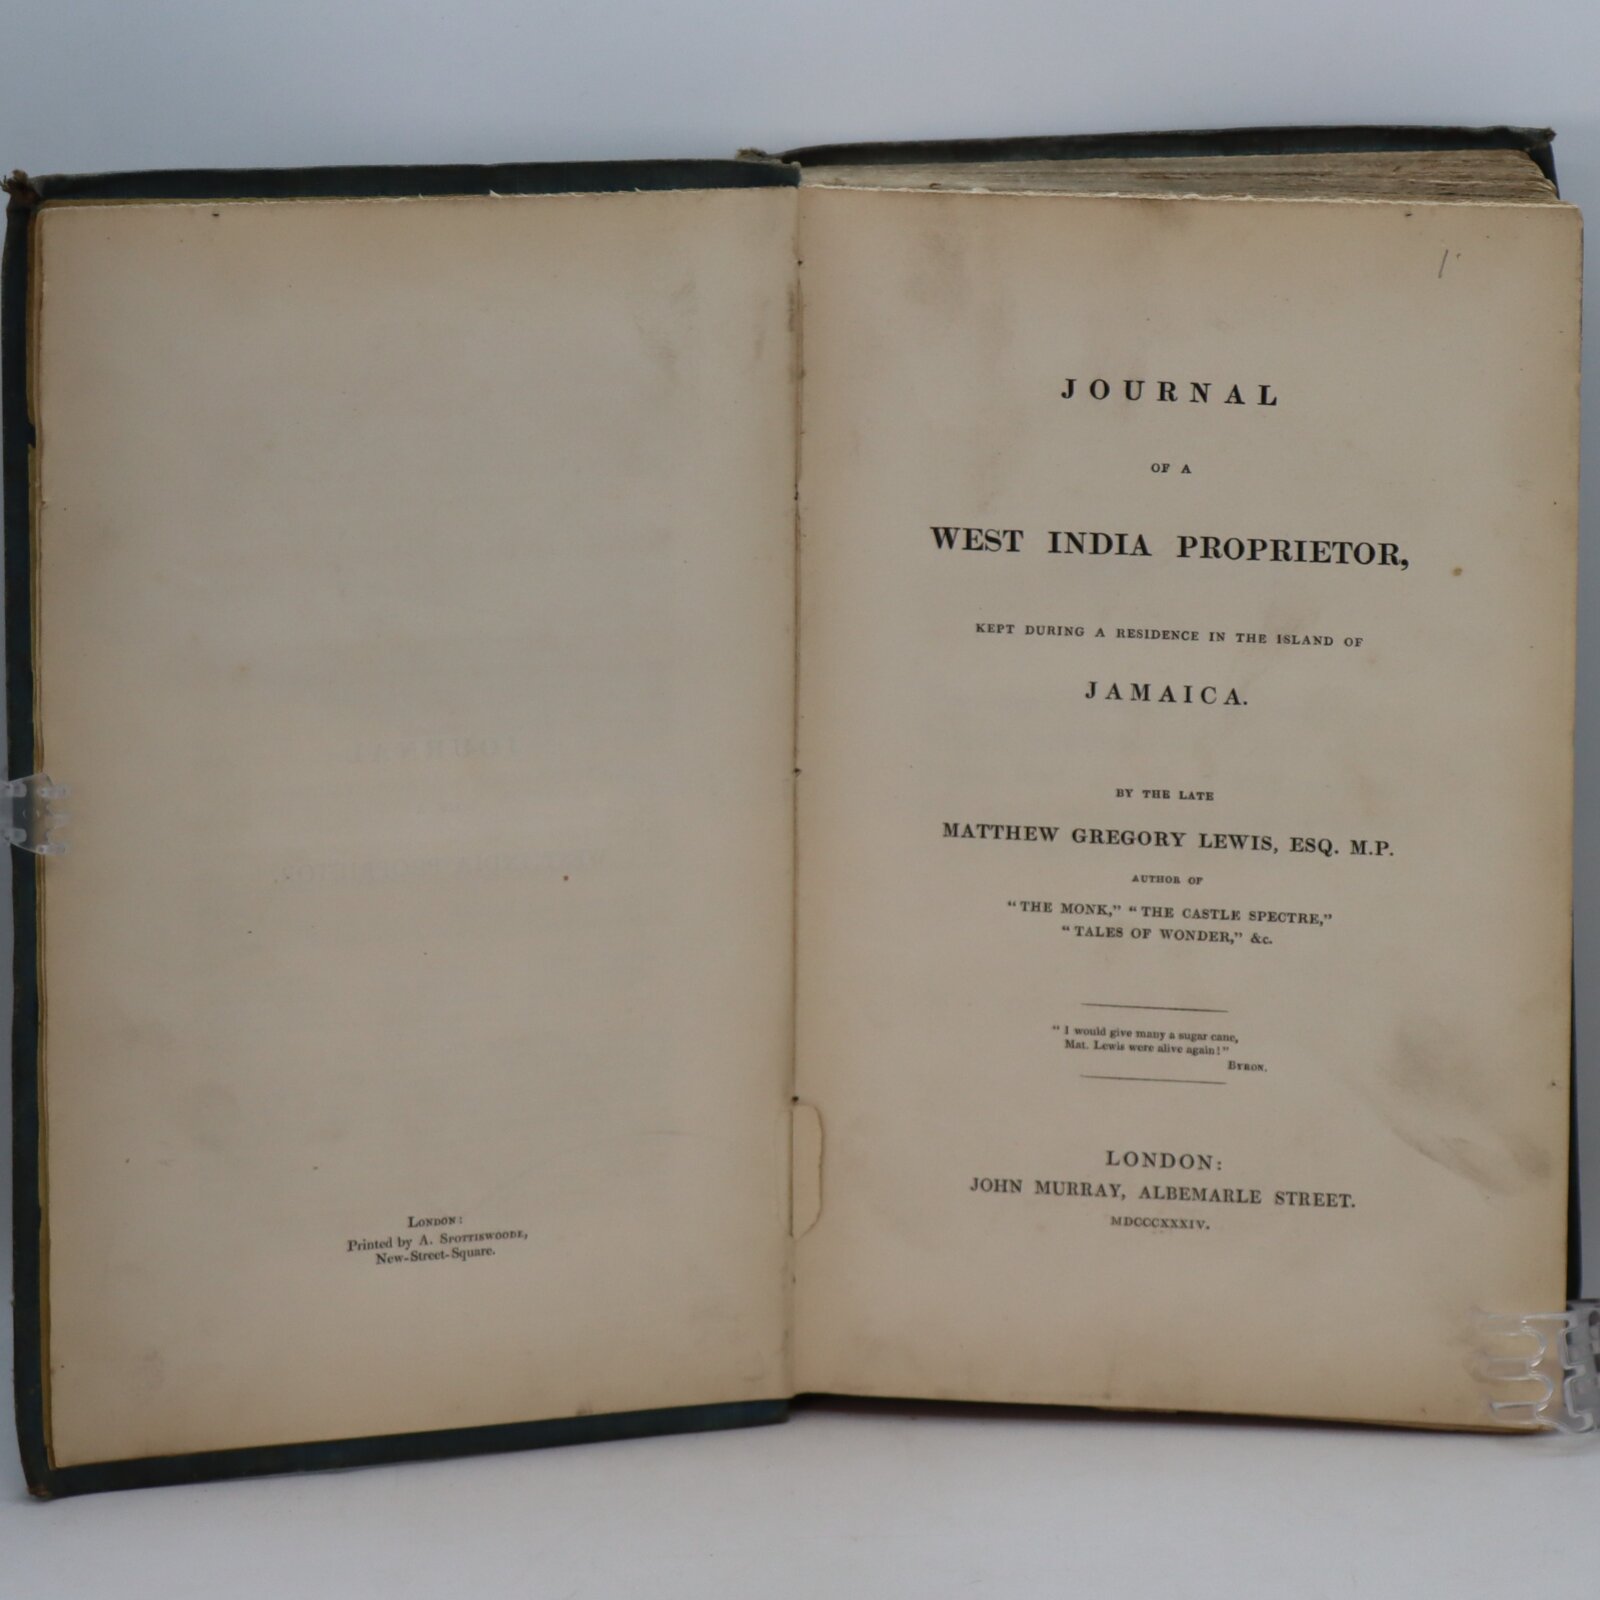 London:
Printed by A. Spottiswoode,
New-Street-Square.
JOURNAL
OF A
WEST INDIA PROPRIETOR,
KEPT DURING A RESIDENCE IN THE ISLAND OF
JAMAICA.
BY THE LATE
MATTHEW GREGORY LEWIS, ESQ. M.P.
AUTHOR OF
“THE MONK,” “THE CASTLE SPECTRE,”
“TALES OF WONDER,” &c.
“I would give many a sugar cane,
Mat. Lewis were alive again!”
Byron.
LONDON:
JOHN MURRAY, ALBEMARLE STREET.
MDCCCXXXIV.